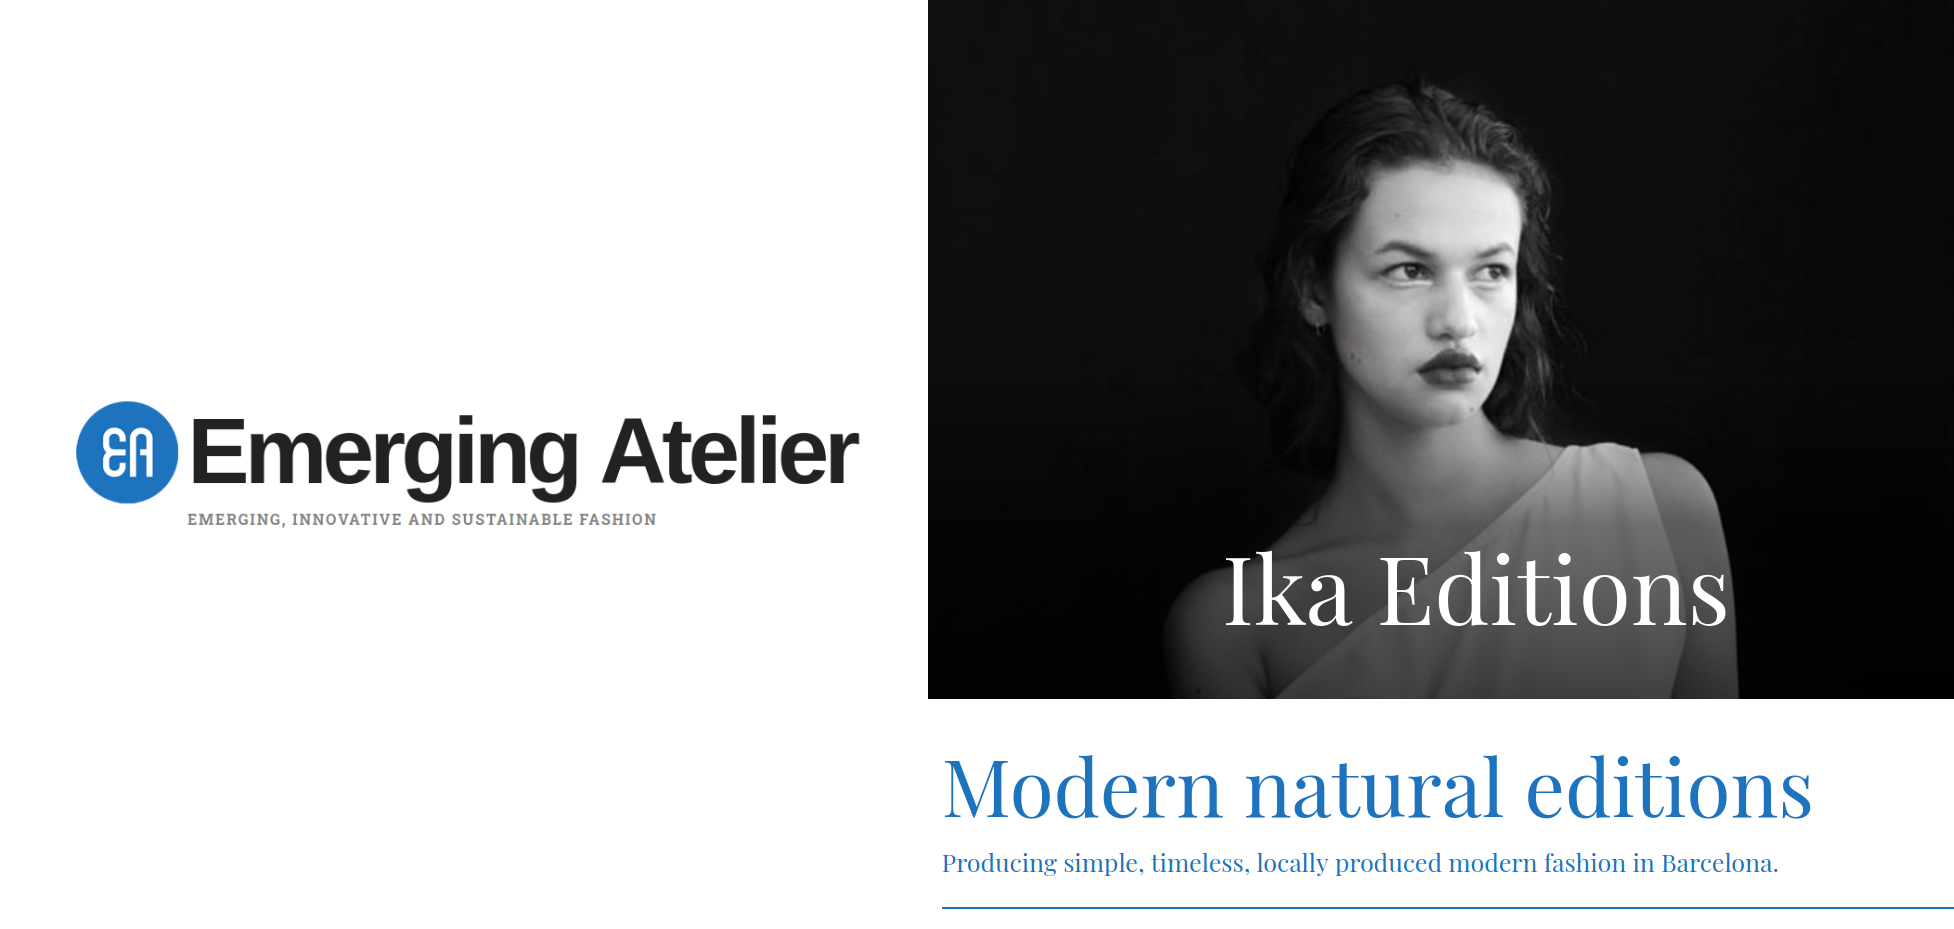 EA
Emerging Atelier
EMERGING, INNOVATIVE AND SUSTAINABLE FASHION
Ika Editions
Modern natural editions
Producing simple, timeless, locally produced modern fashion in Barcelona.